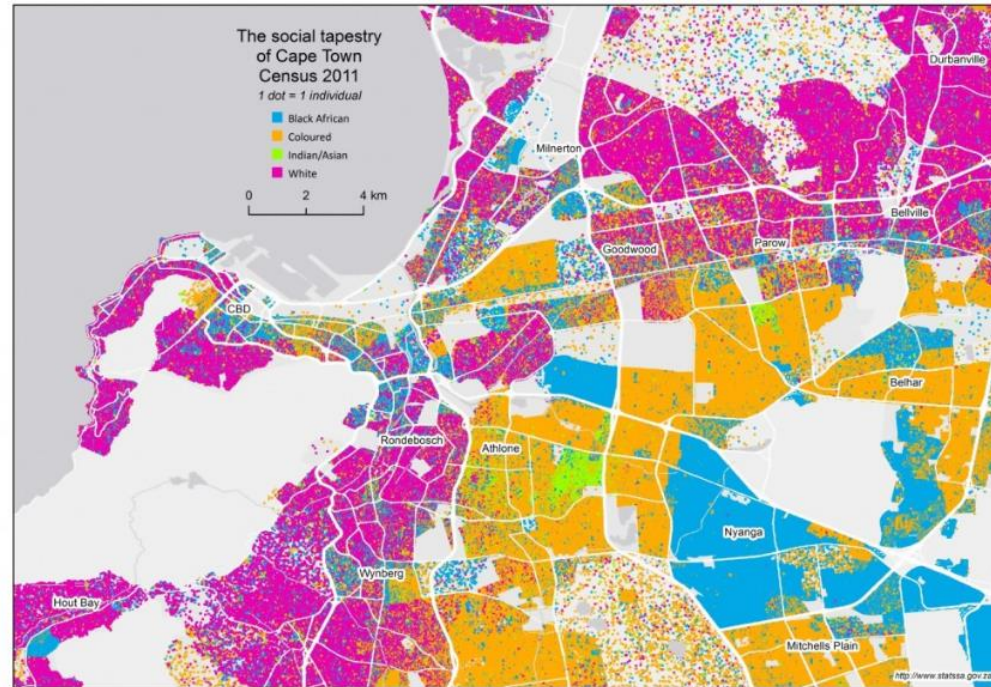 The social tapestry
of Cape Town
Census 2011
1 dot = 1 individual
Black African
Coloured
Indian/Asian
White
0 2 4 km
Durbanville
Milnerton
Bellville
Goodwood
Parow
CBD
Belhar
Rondebosch
Athlone
Nyanga
Wynberg
Hout Bay
Mitchells Plain
http://www.statssa.gov.za